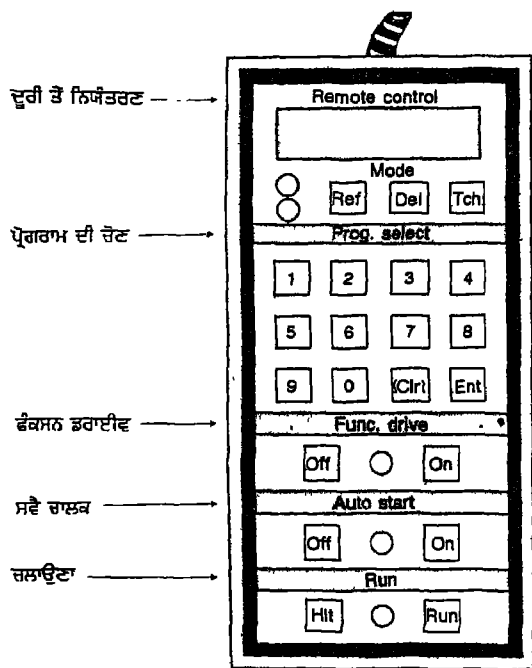 ਦੂਰੀ ਤੋਂ ਨਿਯੰਤਰਣ
Remote control
Mode
Ref Del Tch
ਪ੍ਰੋਗਰਾਮ ਦੀ ਚੋਣ
Prog. select
1 2 3 4
5 6 7 8
9 0 Clrt Ent
ਫੰਕਸਨ ਡਰਾਈਵ
Func. drive
Off On
ਸਵੈ ਚਾਲਕ
Auto start
Off On
ਚਲਾਉਣਾ
Run
Hlt Run